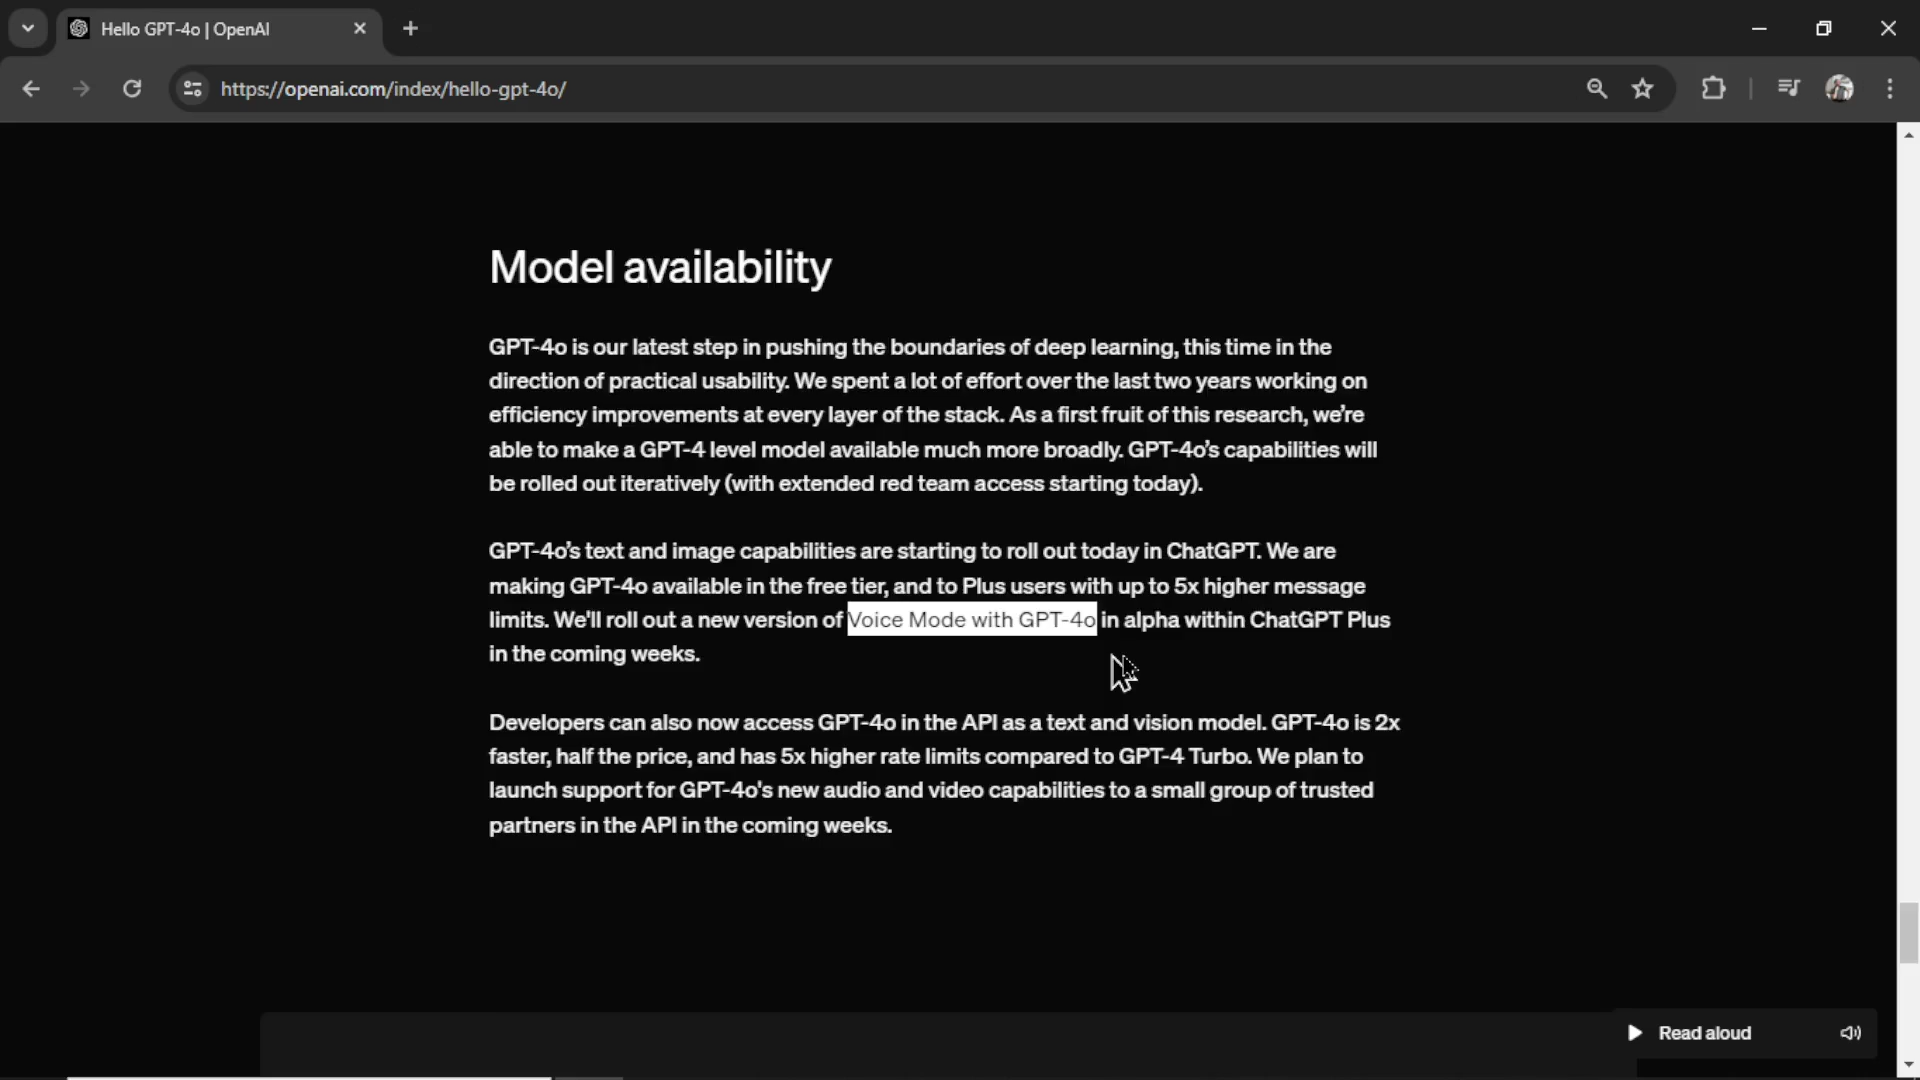 Hello GPT-4o | OpenAI
https://openai.com/index/hello-gpt-4o/
Model availability
GPT-4o is our latest step in pushing the boundaries of deep learning, this time in the
direction of practical usability. We spent a lot of effort over the last two years working on
efficiency improvements at every layer of the stack. As a first fruit of this research, we’re
able to make a GPT-4 level model available much more broadly. GPT-4o’s capabilities will
be rolled out iteratively (with extended red team access starting today).
GPT-4o’s text and image capabilities are starting to roll out today in ChatGPT. We are
making GPT-4o available in the free tier, and to Plus users with up to 5x higher message
limits. We'll roll out a new version of Voice Mode with GPT-4o in alpha within ChatGPT Plus
in the coming weeks.
Developers can also now access GPT-4o in the API as a text and vision model. GPT-4o is 2x
faster, half the price, and has 5x higher rate limits compared to GPT-4 Turbo. We plan to
launch support for GPT-4o's new audio and video capabilities to a small group of trusted
partners in the API in the coming weeks.
Read aloud